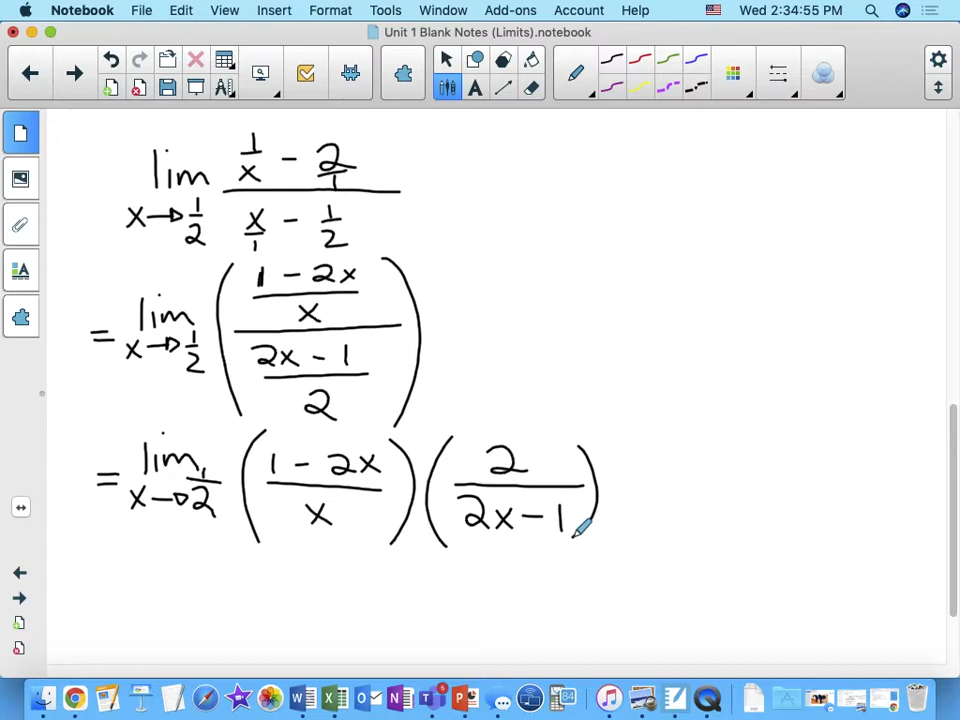 Notebook File Edit View Insert Format Tools Window Add-ons Account Help Wed 2:34:55 PM
Unit 1 Blank Notes (Limits).notebook
lim x→1/2 (1/x - 2/1)/(x/1 - 1/2)
= lim x→1/2 (((1 - 2x)/x)/((2x - 1)/2))
= lim x→1/2 ((1 - 2x)/x) (2/(2x - 1))